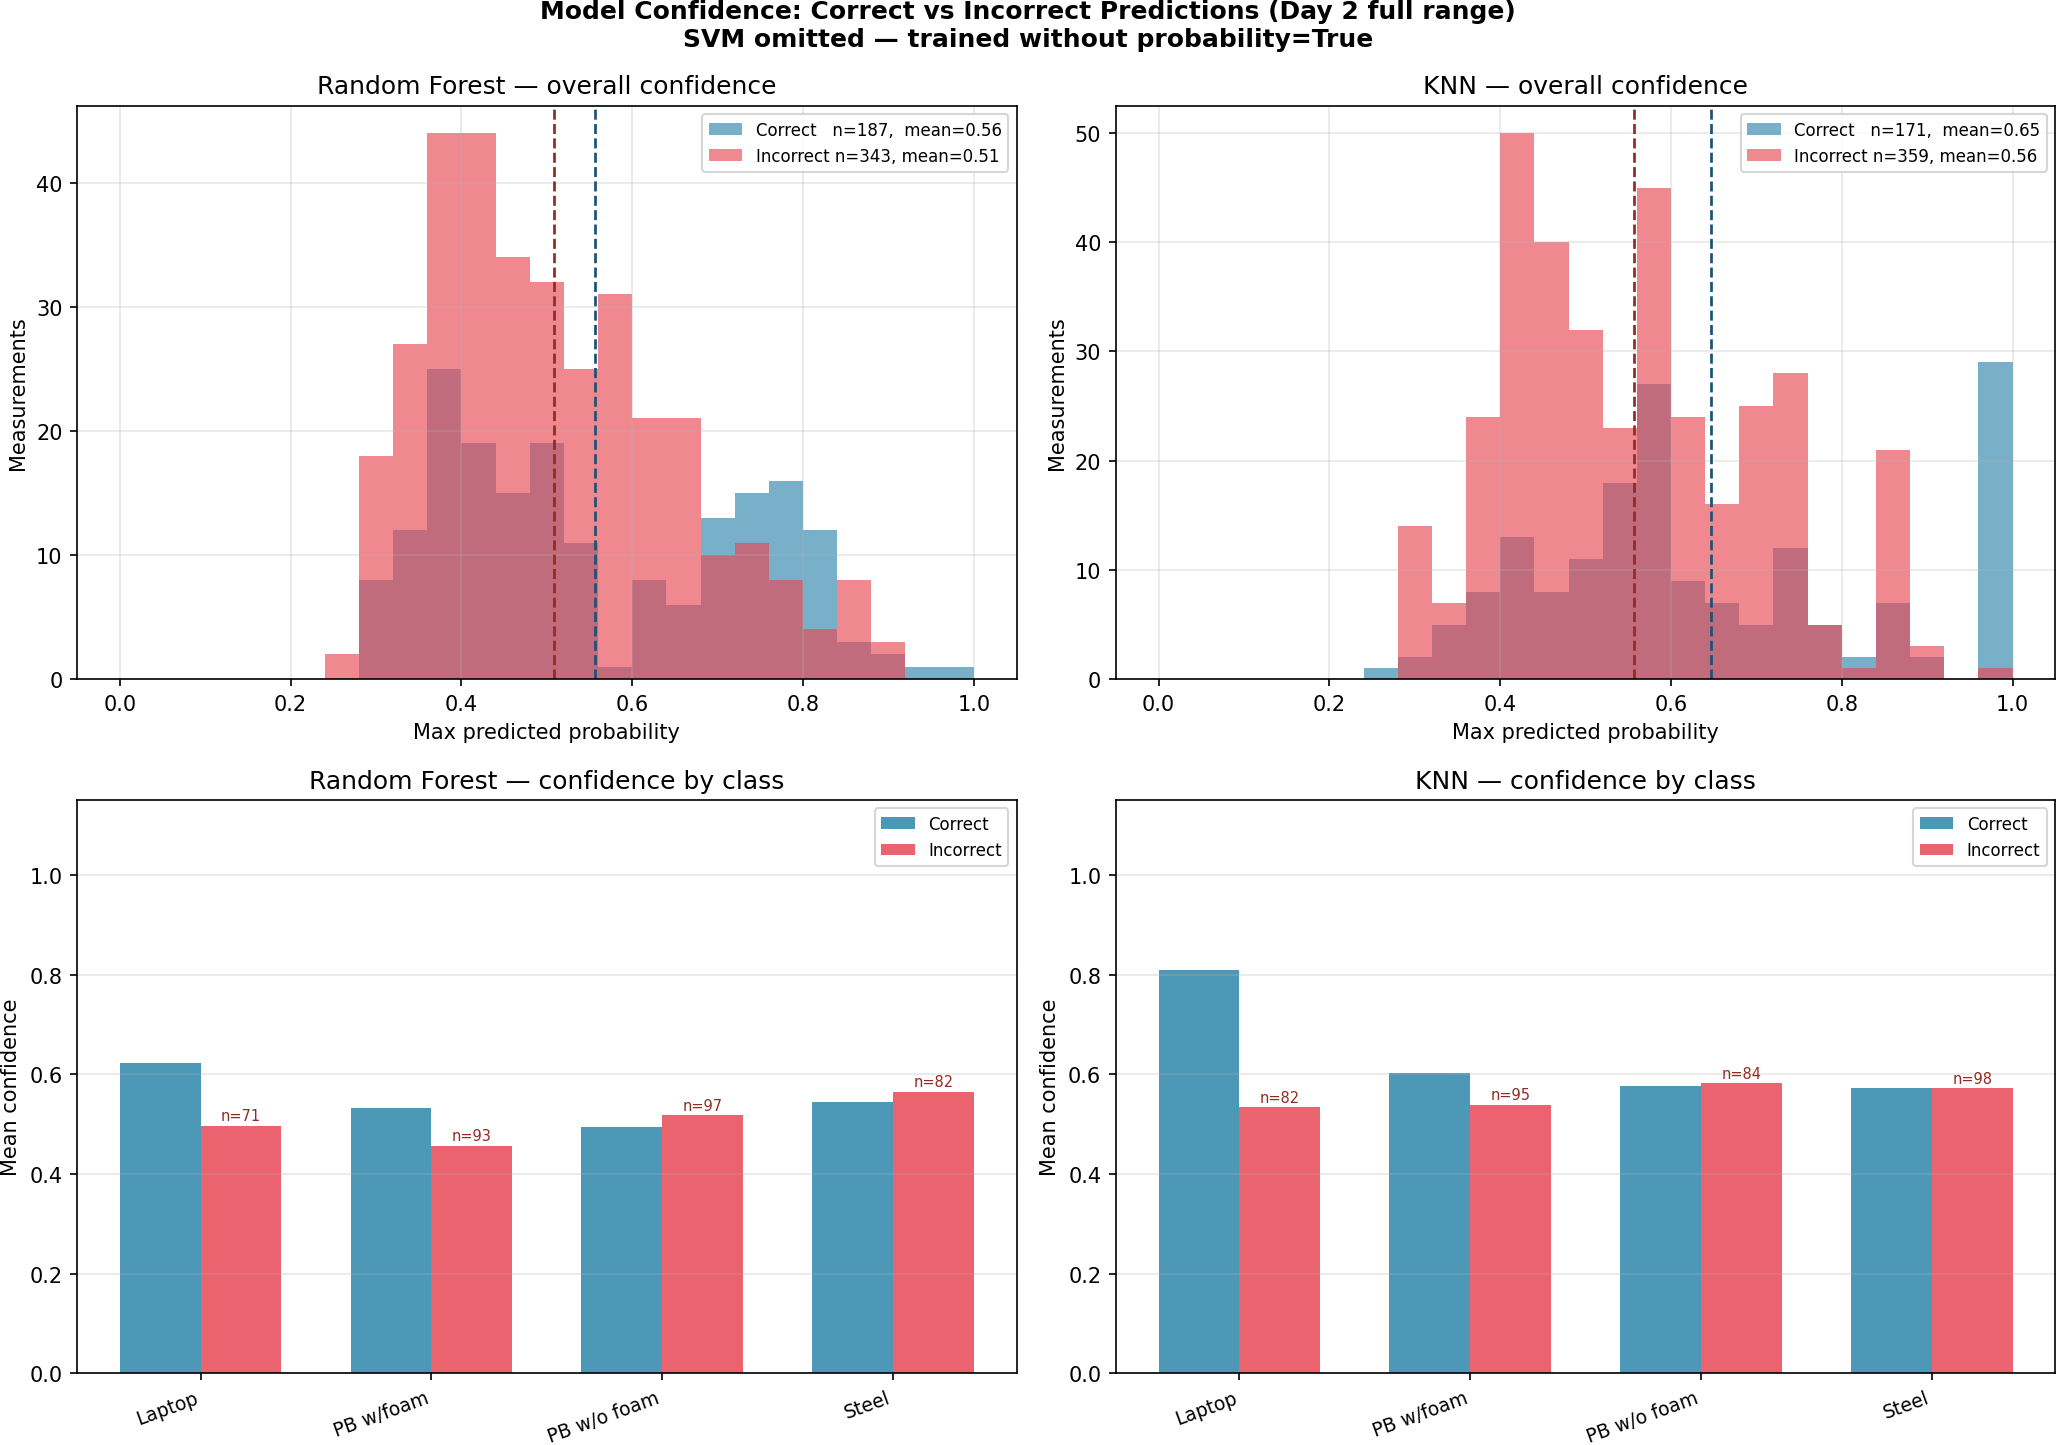 Model Confidence: Correct vs Incorrect Predictions (Day 2 full range)
SVM omitted — trained without probability=True
Random Forest — overall confidence
Correct   n=187,  mean=0.56
Incorrect n=343, mean=0.51
Measurements
40
30
20
10
0
0.0 0.2 0.4 0.6 0.8 1.0
Max predicted probability
KNN — overall confidence
Correct   n=171,  mean=0.65
Incorrect n=359, mean=0.56
Measurements
50
40
30
20
10
0
0.0 0.2 0.4 0.6 0.8 1.0
Max predicted probability
Random Forest — confidence by class
Correct
Incorrect
Mean confidence
1.0
0.8
0.6
0.4
0.2
0.0
n=71
n=93
n=97
n=82
Laptop
PB w/foam
PB w/o foam
Steel
KNN — confidence by class
Correct
Incorrect
Mean confidence
1.0
0.8
0.6
0.4
0.2
0.0
n=82
n=95
n=84
n=98
Laptop
PB w/foam
PB w/o foam
Steel